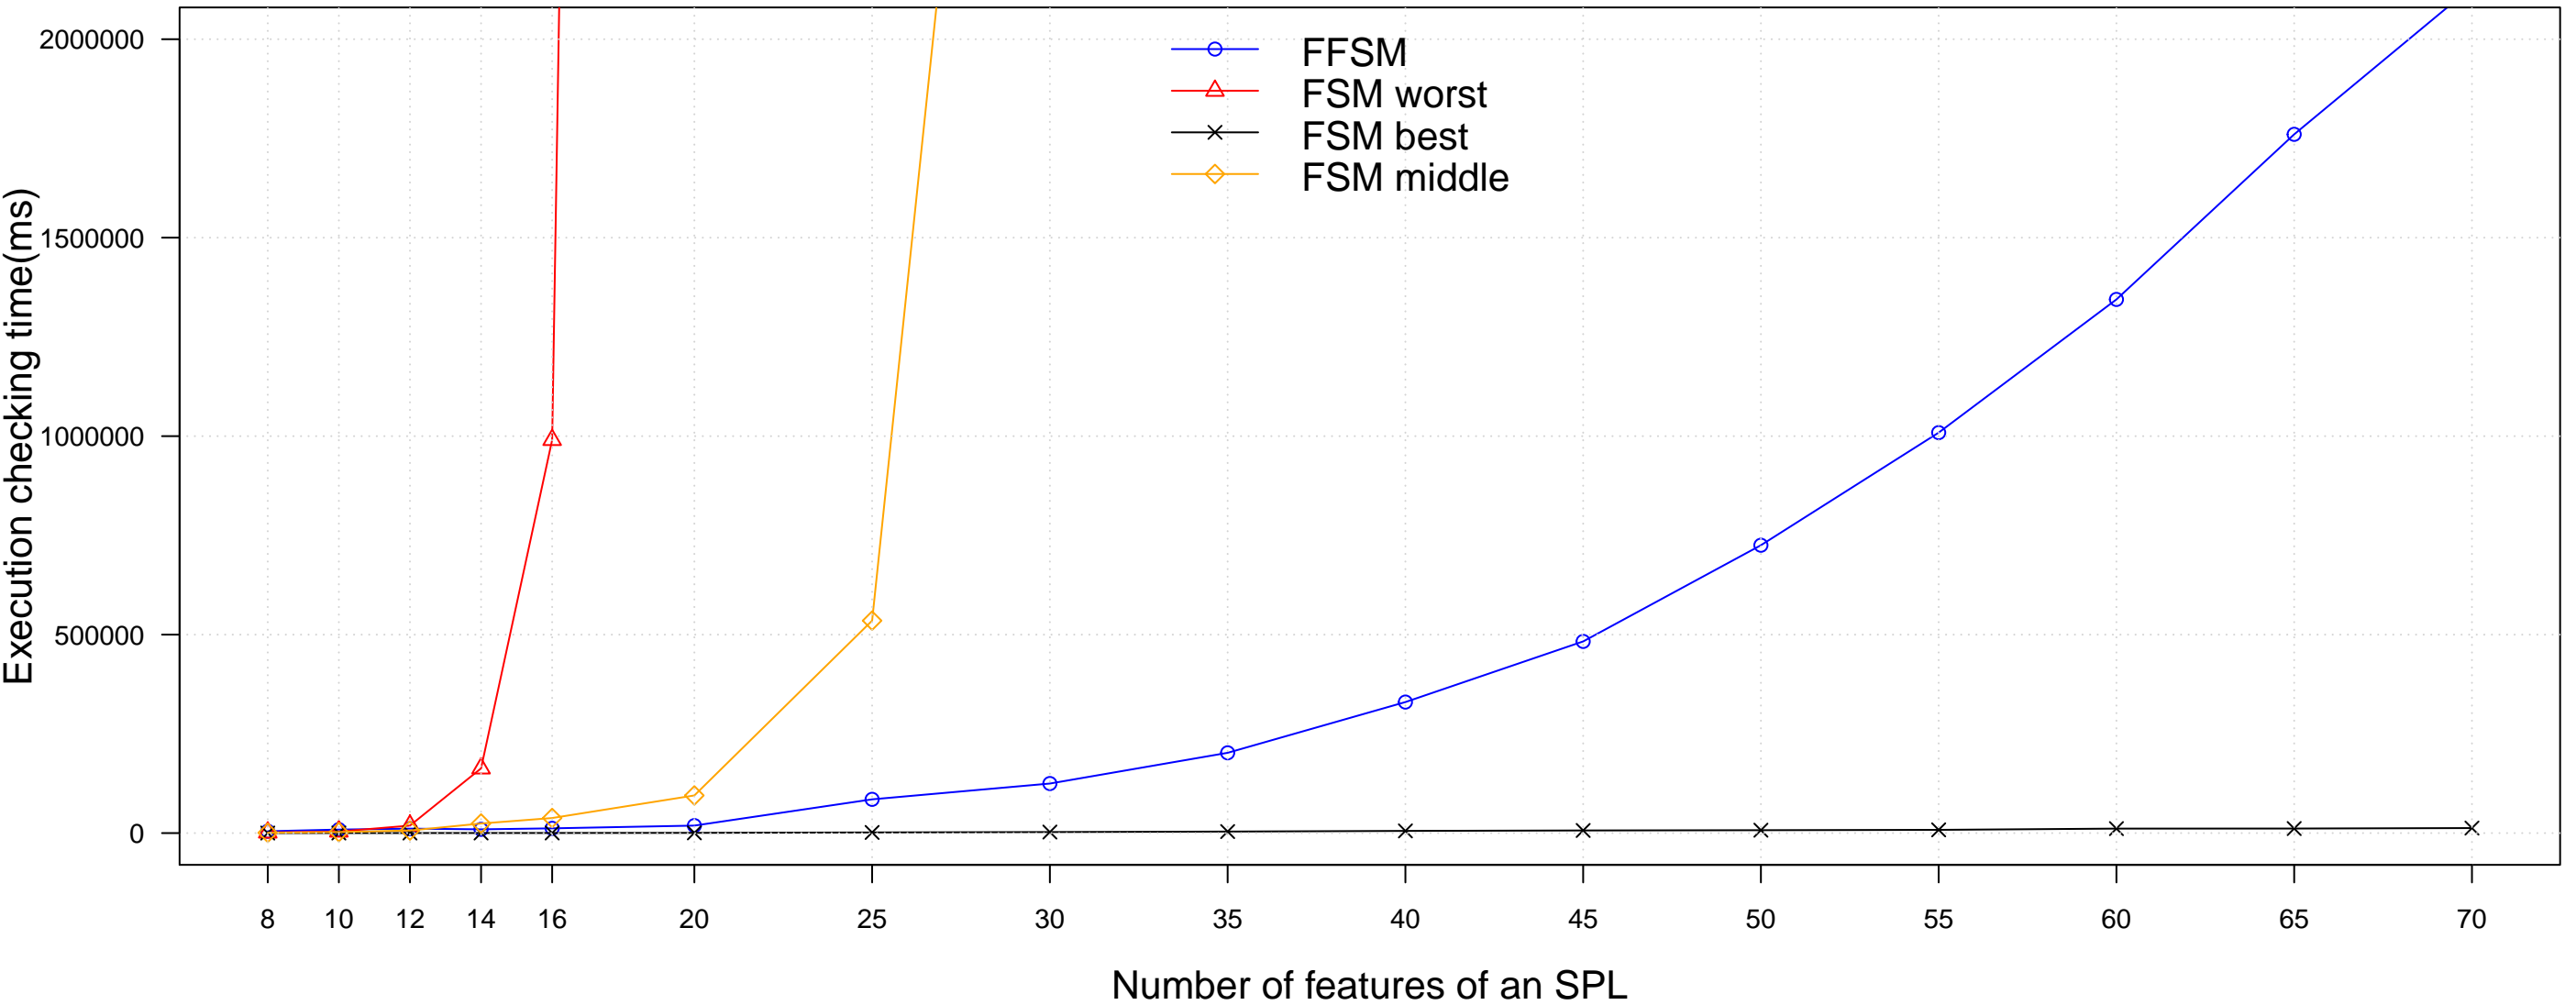 Execution checking time(ms)
2000000
1500000
1000000
500000
0
FFSM
FSM worst
FSM best
FSM middle
8 10 12 14 16 20 25 30 35 40 45 50 55 60 65 70
Number of features of an SPL